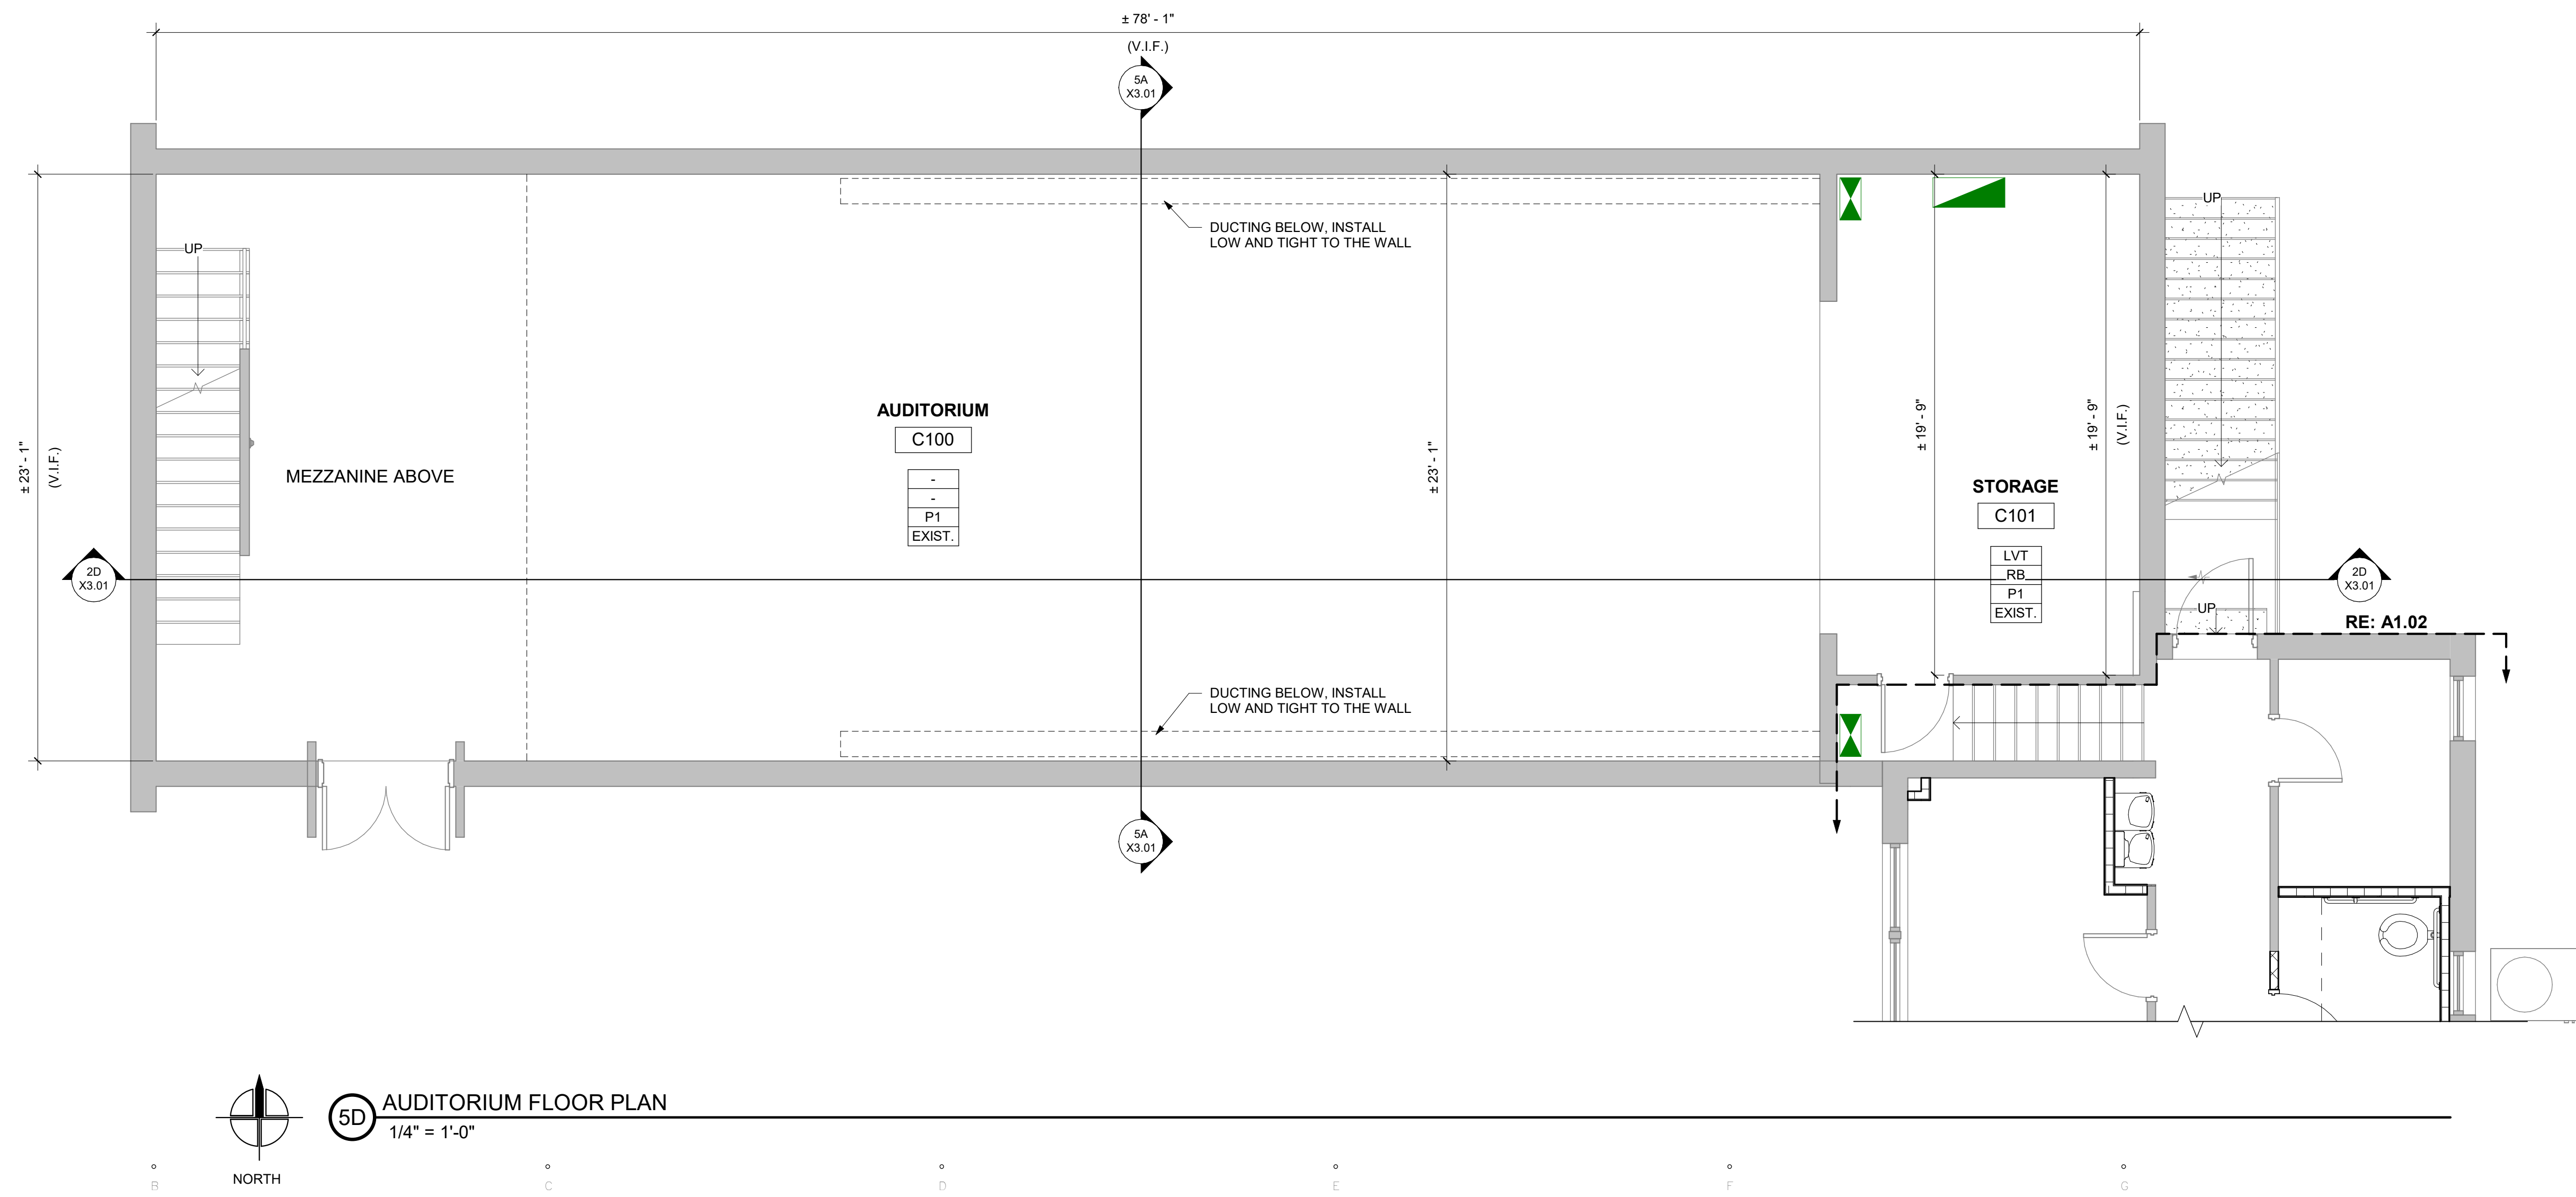 ± 78' - 1"
(V.I.F.)
5A
X3.01
UP
UP
DUCTING BELOW, INSTALL
LOW AND TIGHT TO THE WALL
AUDITORIUM
C100
-
-
P1
EXIST.
MEZZANINE ABOVE
± 23' - 1"
(V.I.F.)
± 23' - 1"
± 19' - 9"
± 19' - 9"
(V.I.F.)
STORAGE
C101
LVT
RB
P1
EXIST.
2D
X3.01
2D
X3.01
UP
RE: A1.02
DUCTING BELOW, INSTALL
LOW AND TIGHT TO THE WALL
5A
X3.01
5D
AUDITORIUM FLOOR PLAN
1/4" = 1'-0"
NORTH
B
C
D
E
F
G